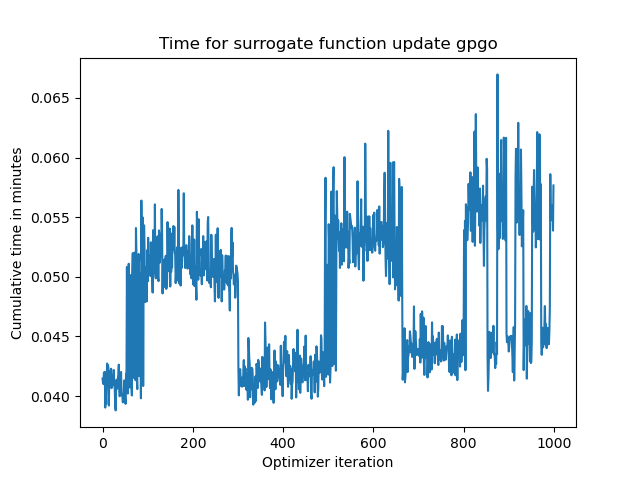 Time for surrogate function update gpgo
Cumulative time in minutes
0.065
0.060
0.055
0.050
0.045
0.040
0 200 400 600 800 1000
Optimizer iteration